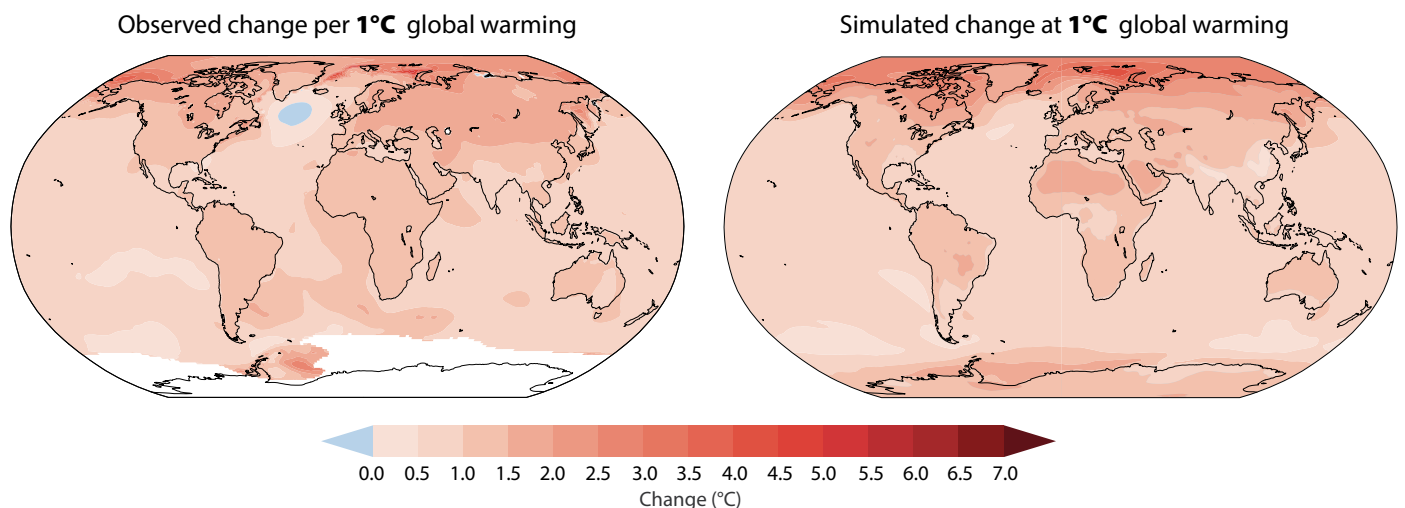 Observed change per 1°C global warming
Simulated change at 1°C global warming
0.0 0.5 1.0 1.5 2.0 2.5 3.0 3.5 4.0 4.5 5.0 5.5 6.0 6.5 7.0
Change (°C)